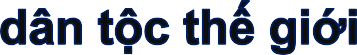 dân tộc thế giới